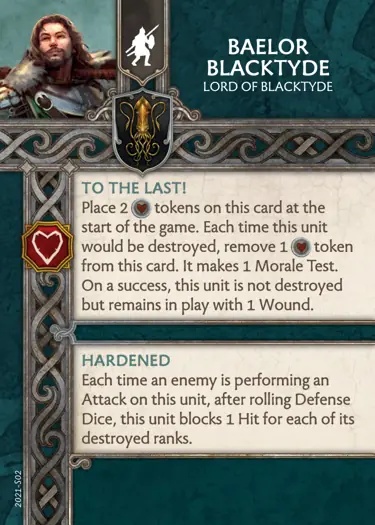 BAELOR
BLACKTYDE
LORD OF BLACKTYDE
TO THE LAST!
Place 2 tokens on this card at the
start of the game. Each time this unit
would be destroyed, remove 1 token
from this card. It makes 1 Morale Test.
On a success, this unit is not destroyed
but remains in play with 1 Wound.
HARDENED
Each time an enemy is performing an
Attack on this unit, after rolling Defense
Dice, this unit blocks 1 Hit for each of its
destroyed ranks.
2021-S02